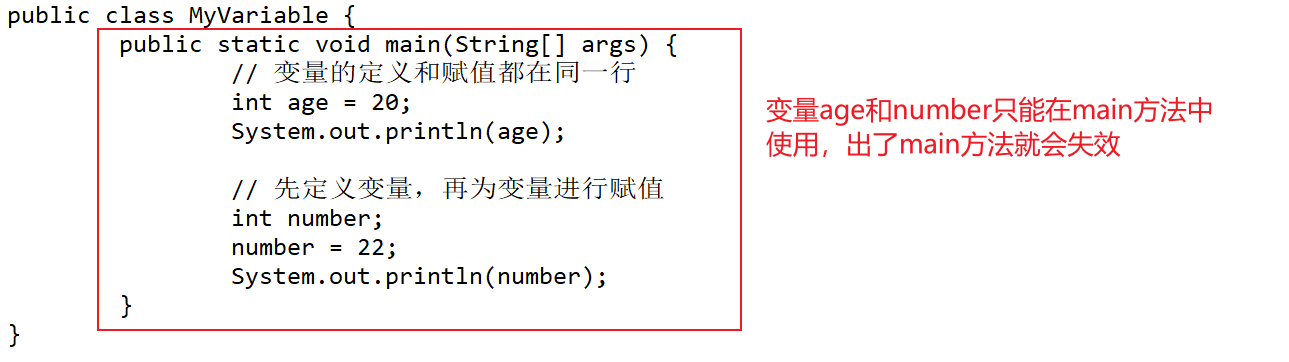 public class MyVariable {
public static void main(String[] args) {
// 变量的定义和赋值都在同一行
int age = 20;
System.out.println(age);
// 先定义变量，再为变量进行赋值
int number;
number = 22;
System.out.println(number);
}
}
变量age和number只能在main方法中
使用，出了main方法就会失效